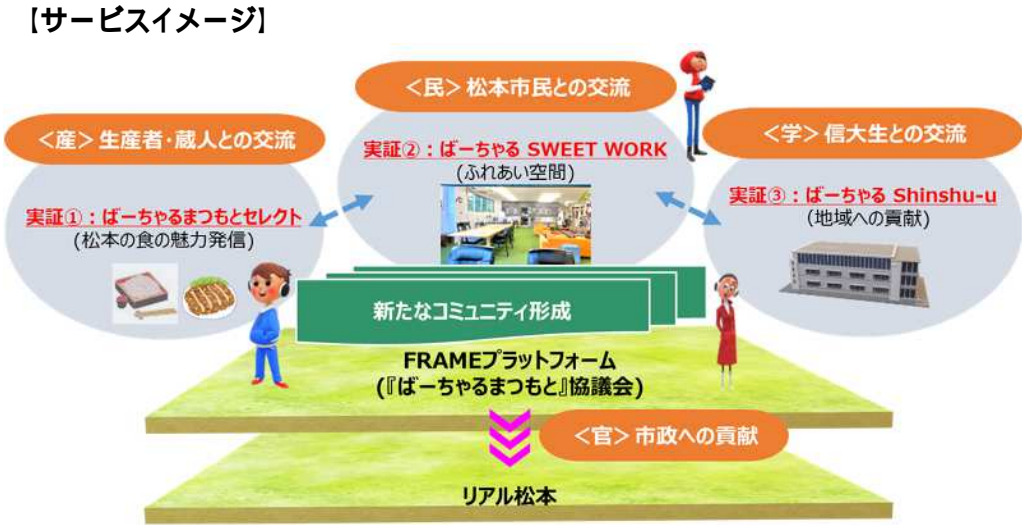 【サービスイメージ】
＜民＞松本市民との交流
＜産＞生産者・蔵人との交流
＜学＞信大生との交流
実証②：ばーちゃる SWEET WORK
(ふれあい空間)
実証①：ばーちゃるまつもとセレクト
(松本の食の魅力発信)
実証③：ばーちゃる Shinshu-u
(地域への貢献)
新たなコミュニティ形成
FRAMEプラットフォーム
(『ばーちゃるまつもと』協議会)
＜官＞市政への貢献
リアル松本